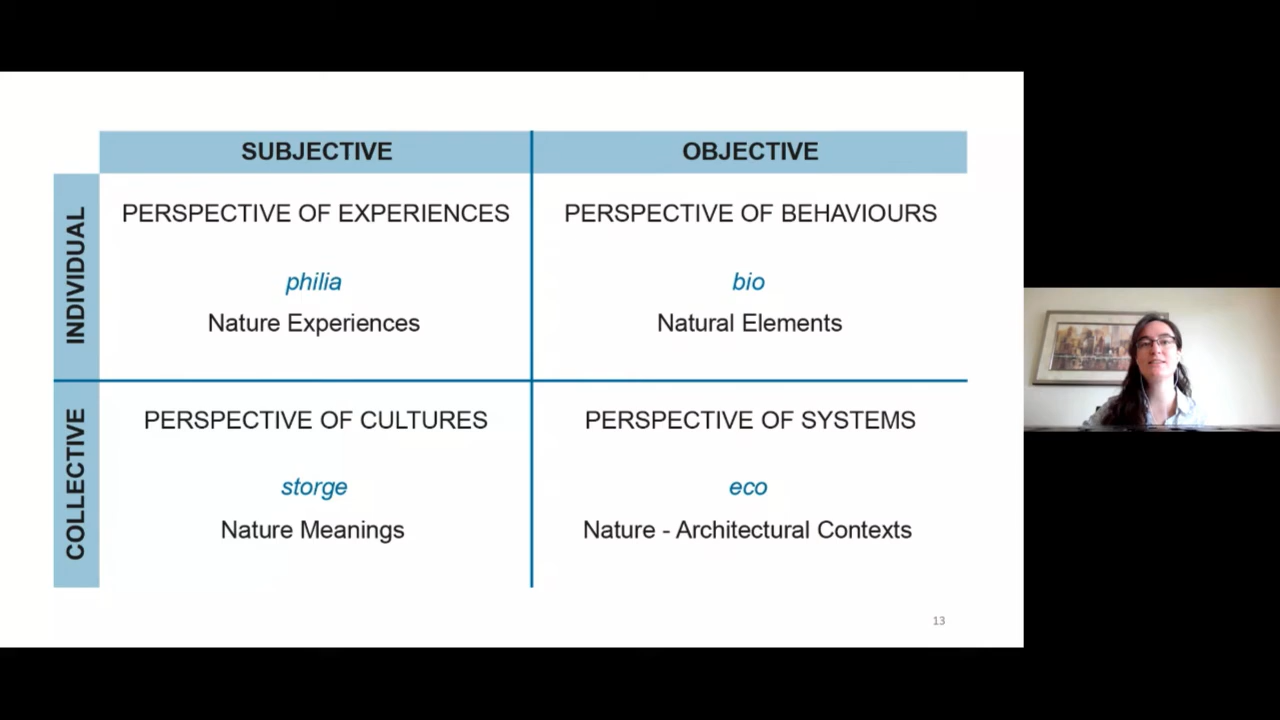 SUBJECTIVE
OBJECTIVE
INDIVIDUAL
PERSPECTIVE OF EXPERIENCES
philia
Nature Experiences
PERSPECTIVE OF BEHAVIOURS
bio
Natural Elements
COLLECTIVE
PERSPECTIVE OF CULTURES
storge
Nature Meanings
PERSPECTIVE OF SYSTEMS
eco
Nature - Architectural Contexts
13